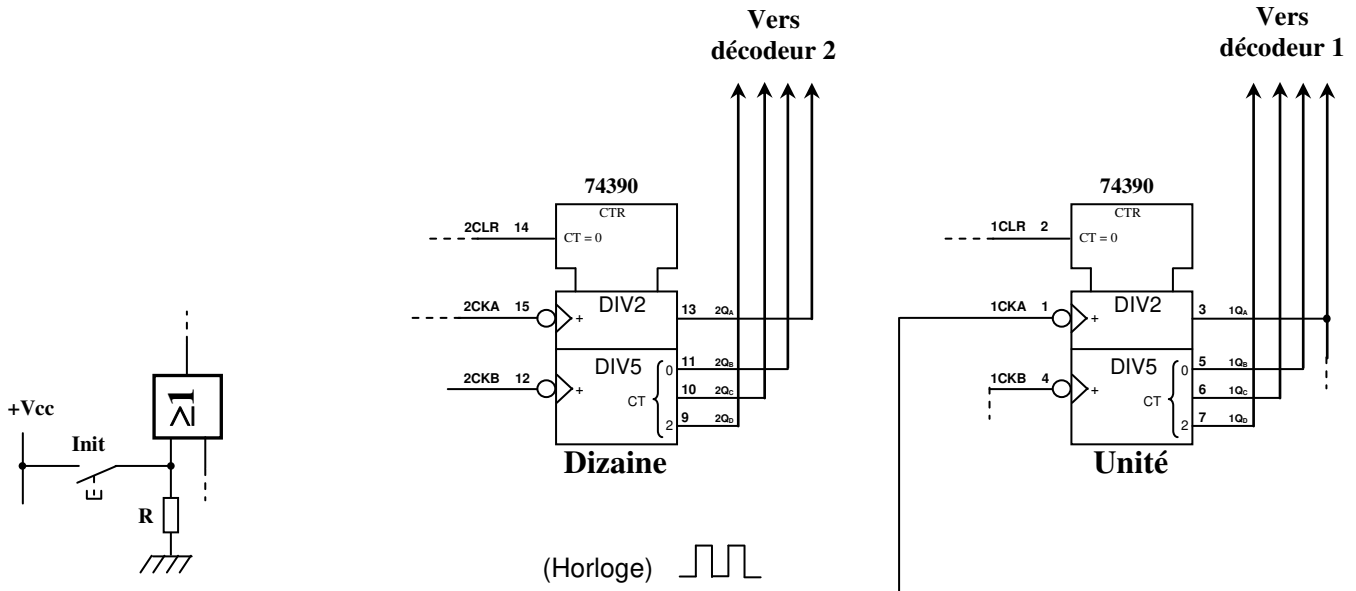 Vers
décodeur 2
Vers
décodeur 1
74390
CTR
2CLR 14
CT = 0
2CKA 15
+
DIV2
13 2QA
2CKB 12
+
DIV5
CT
0
2
11 2QB
10 2QC
9 2QD
Dizaine
74390
CTR
1CLR 2
CT = 0
1CKA 1
+
DIV2
3 1QA
1CKB 4
+
DIV5
CT
0
2
5 1QB
6 1QC
7 1QD
Unité
≥1
+Vcc
Init
R
(Horloge)